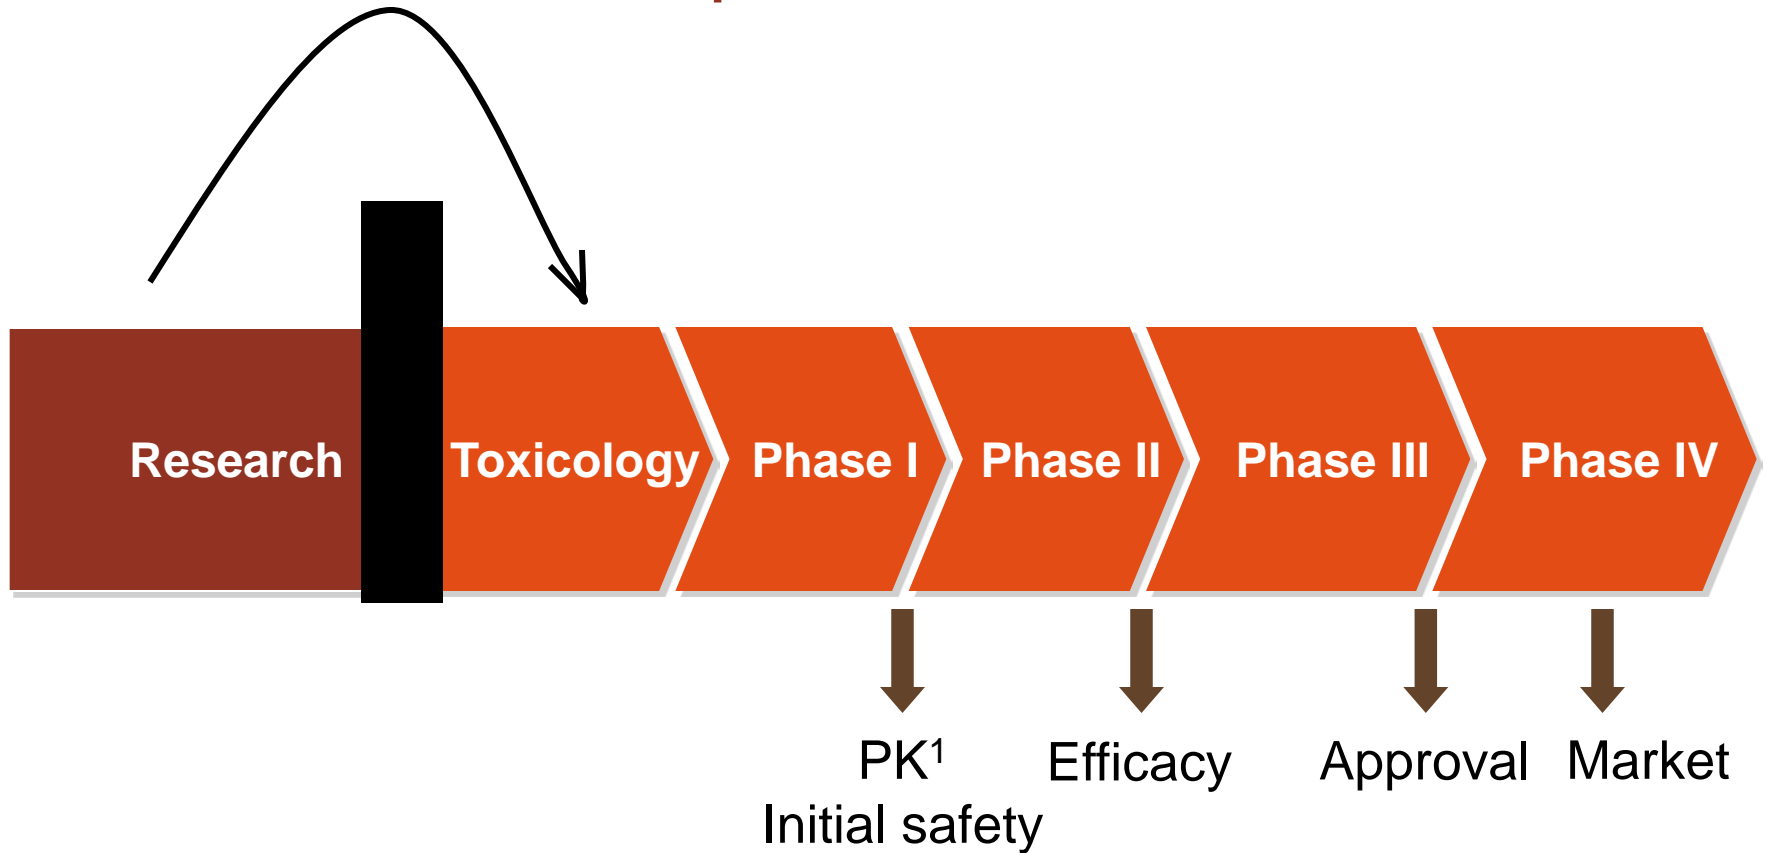 Research
Toxicology
Phase I
Phase II
Phase III
Phase IV
PK¹
Initial safety
Efficacy
Approval
Market